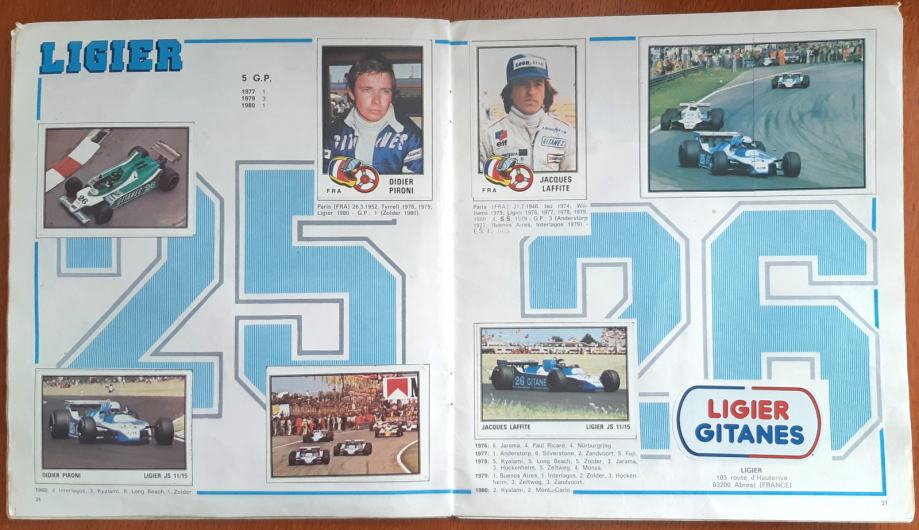 LIGIER
5 G.P.
1977 1
1979 3
1980 1
25
FRA
DIDIER
PIRONI
Paris (FRA) 26.3.1952. Tyrrell 1978, 1979;
Ligier 1980 - G.P.: 1 (Zolder 1980)
DIDIER PIRONI LIGIER JS 11/15
1980: 4. Interlagos, 3. Kyalami, 6. Long Beach, 1. Zolder
26
GOOD
elf
GITANES
FRA
JACQUES
LAFFITE
Paris (FRA) 21.7.1946. Iso 1974; Wil-
liams 1975; Ligier 1976, 1977, 1978, 1979,
1980 - G.P. 3 (Anderstorp
1977, Buenos Aires, Interlagos 1979) -
26
26 GITANE
JACQUES LAFFITE LIGIER JS 11/15
1976: 6. Jarama, 4. Paul Ricard, 4. Nürburgring.
1977: 1. Anderstorp, 6. Silverstone, 2. Zandvoort, 5. Fuji.
1978: 5. Kyalami, 5. Long Beach, 5. Zolder, 3. Jarama,
3. Hockenheim, 5. Zeltweg, 4. Monza.
1979: 1. Buenos Aires, 1. Interlagos, 2. Zolder, 3. Hocken-
heim, 3. Zeltweg, 3. Zandvoort.
1980: 2. Kyalami, 2. Monte-Carlo
LIGIER
GITANES
LIGIER
105 route d'Hauterive
03200 Abrest (FRANCE)
27